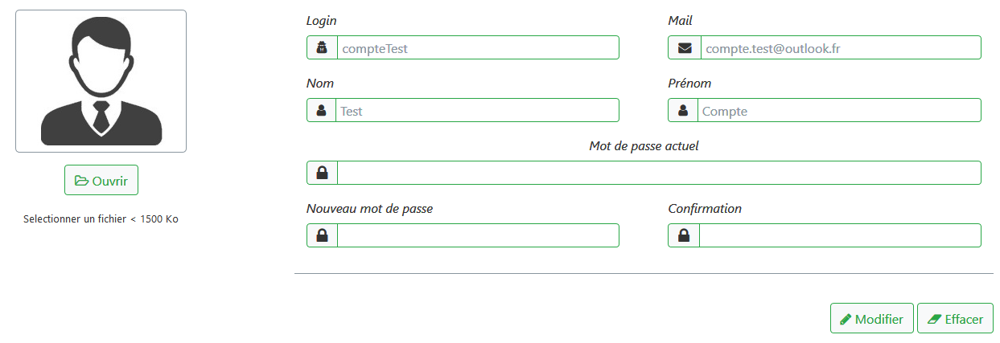 Login
Mail
compteTest
compte.test@outlook.fr
Nom
Prénom
Test
Compte
Mot de passe actuel
Ouvrir
Nouveau mot de passe
Confirmation
Selectionner un fichier < 1500 Ko
Modifier
Effacer